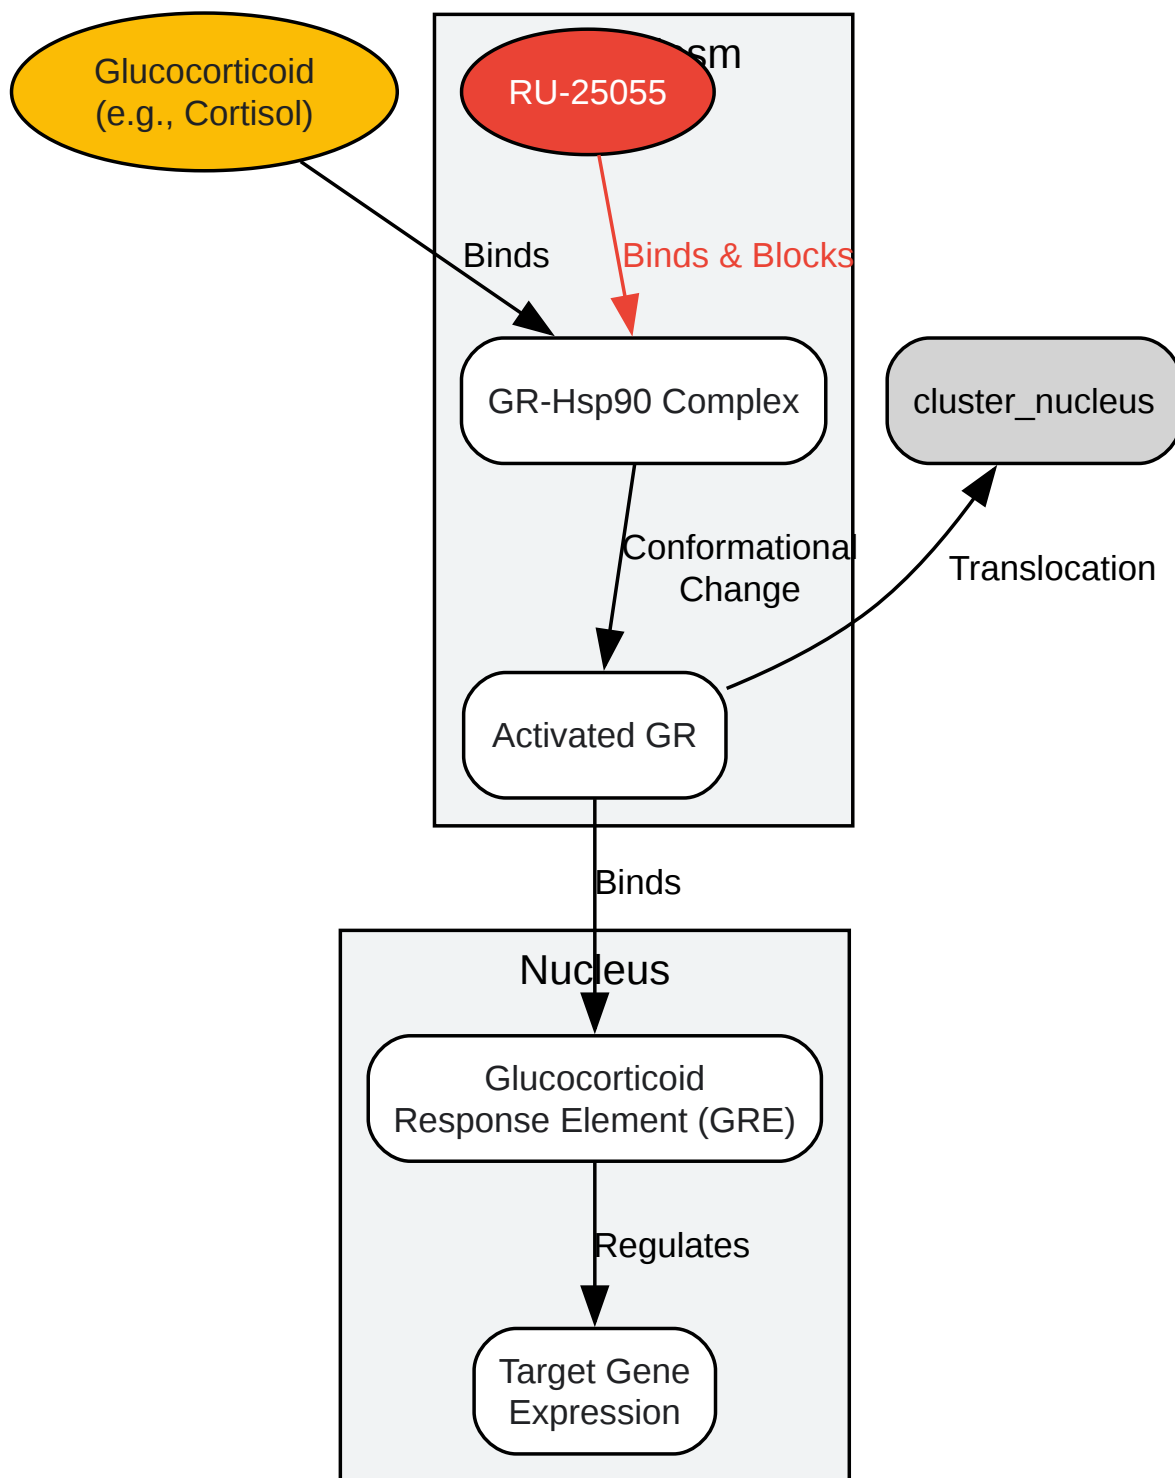 Glucocorticoid
(e.g., Cortisol)
RU-25055
Binds
Binds & Blocks
GR-Hsp90 Complex
cluster_nucleus
Conformational
Change
Translocation
Activated GR
Binds
Nucleus
Glucocorticoid
Response Element (GRE)
Regulates
Target Gene
Expression